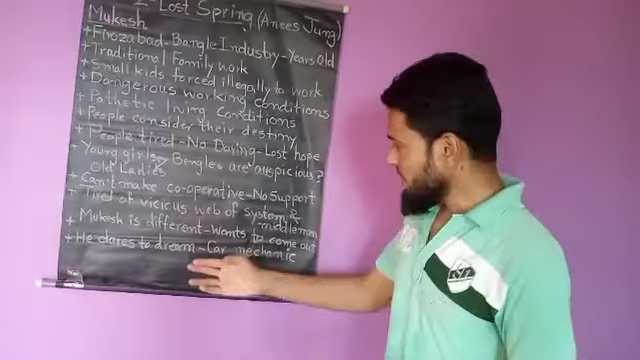 2-Lost Spring (Anees Jung)
Mukesh
+Firozabad-Bangle Industry-Years Old
+Traditional Family work
+Small kids forced illegally to work
+Dangerous working conditions
+Pathetic living conditions
+People consider their destiny
+People tired-No Daring-Lost hope
+Young girls Bengles are auspicious?
Old Ladies
+Can't make co-operative-No Support
+Tired of vicious web of system & middleman
+Mukesh is different-Wants to come out
+He dares to dream-Car mechanic